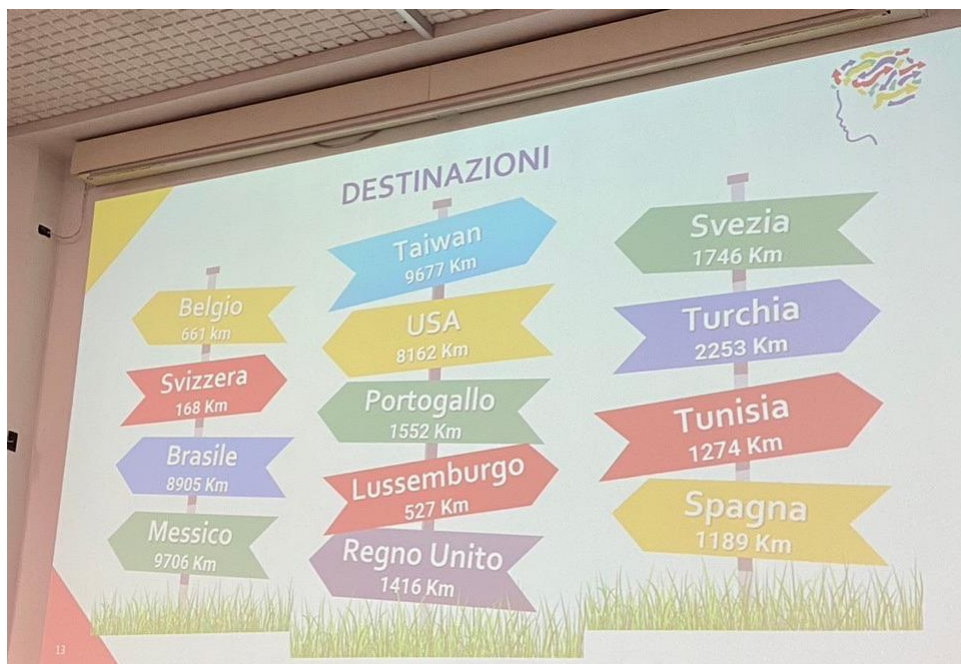 DESTINAZIONI
Belgio
661 km
Svizzera
168 Km
Brasile
8905 Km
Messico
9706 Km
Taiwan
9677 Km
USA
8162 Km
Portogallo
1552 Km
Lussemburgo
527 Km
Regno Unito
1416 Km
Svezia
1746 Km
Turchia
2253 Km
Tunisia
1274 Km
Spagna
1189 Km
13